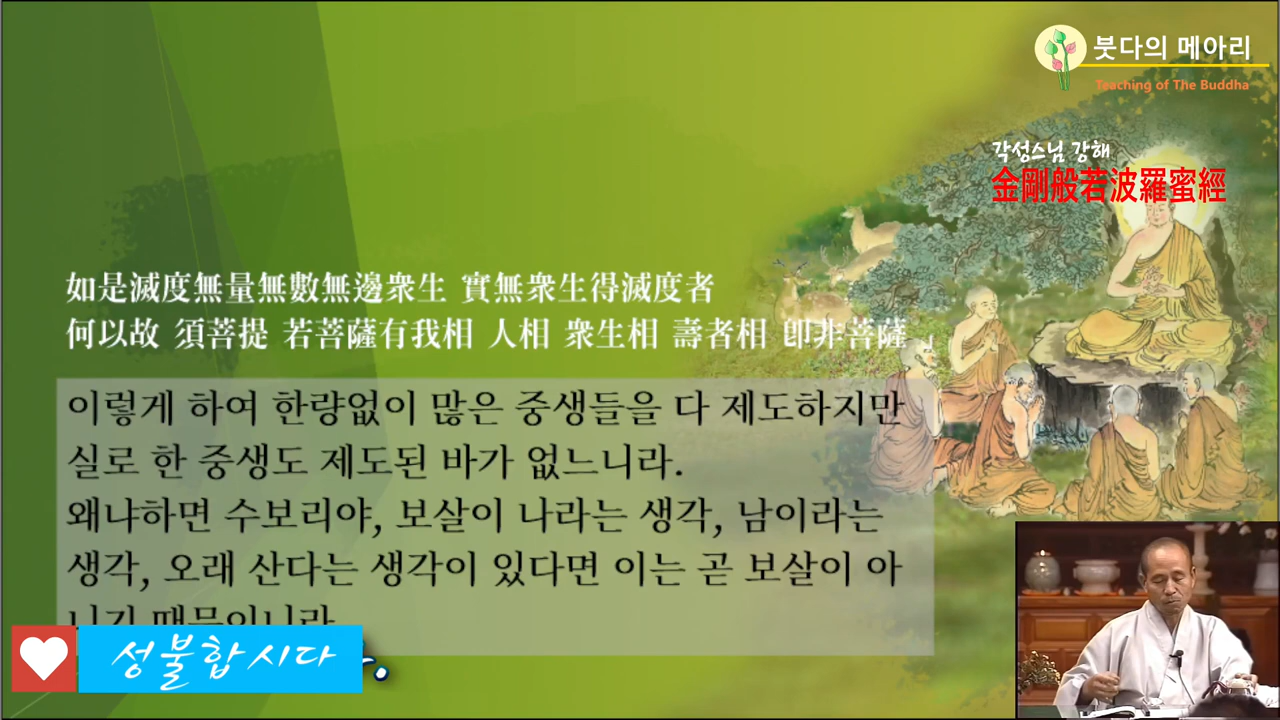 붓다의 메아리
Teaching of The Buddha
각성스님 강해
金剛般若波羅蜜經
如是滅度無量無數無邊衆生 實無衆生得滅度者
何以故 須菩提 若菩薩有我相 人相 衆生相 壽者相 卽非菩薩
이렇게 하여 한량없이 많은 중생들을 다 제도하지만
실로 한 중생도 제도된 바가 없느니라.
왜냐하면 수보리야, 보살이 나라는 생각, 남이라는
생각, 오래 산다는 생각이 있다면 이는 곧 보살이 아
성불합시다